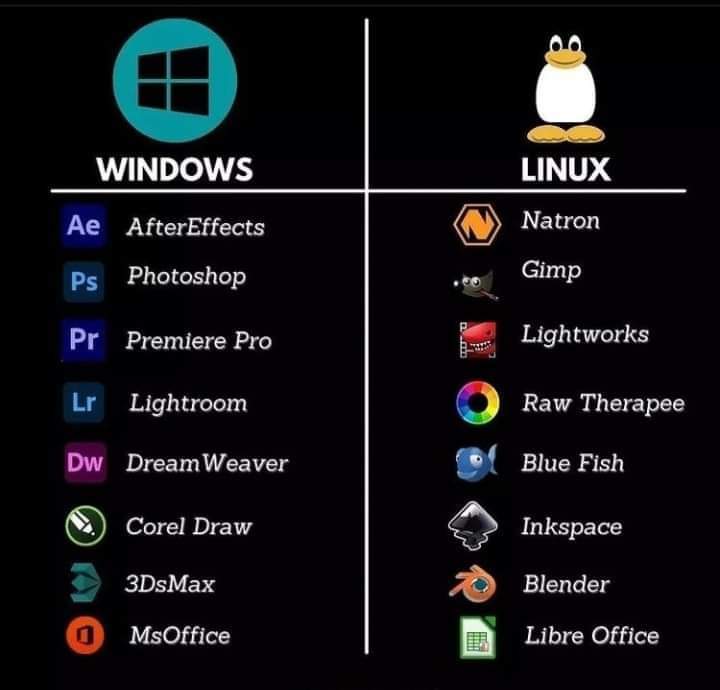 WINDOWS LINUX
Ae AfterEffects Natron
Ps Photoshop Gimp
Pr Premiere Pro Lightworks
Lr Lightroom Raw Therapee
Dw DreamWeaver Blue Fish
Corel Draw Inkspace
3DsMax Blender
MsOffice Libre Office